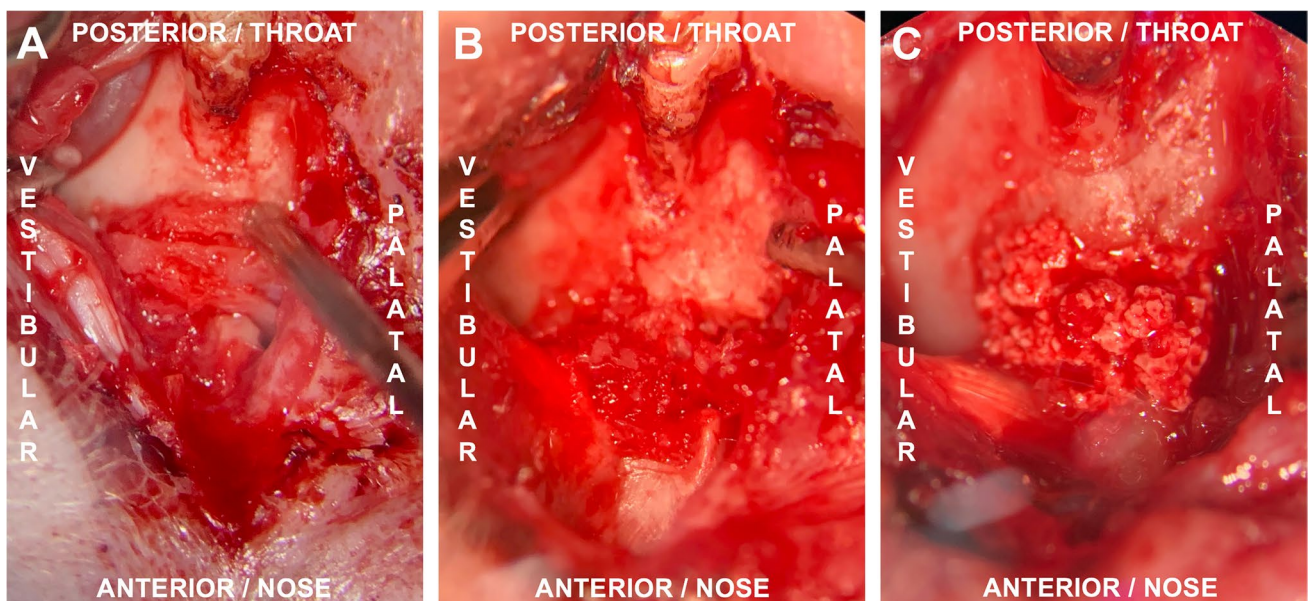 A
POSTERIOR / THROAT
VESTIBULAR
PALATAL
ANTERIOR / NOSE
B
POSTERIOR / THROAT
VESTIBULAR
PALATAL
ANTERIOR / NOSE
C
POSTERIOR / THROAT
VESTIBULAR
PALATAL
ANTERIOR / NOSE